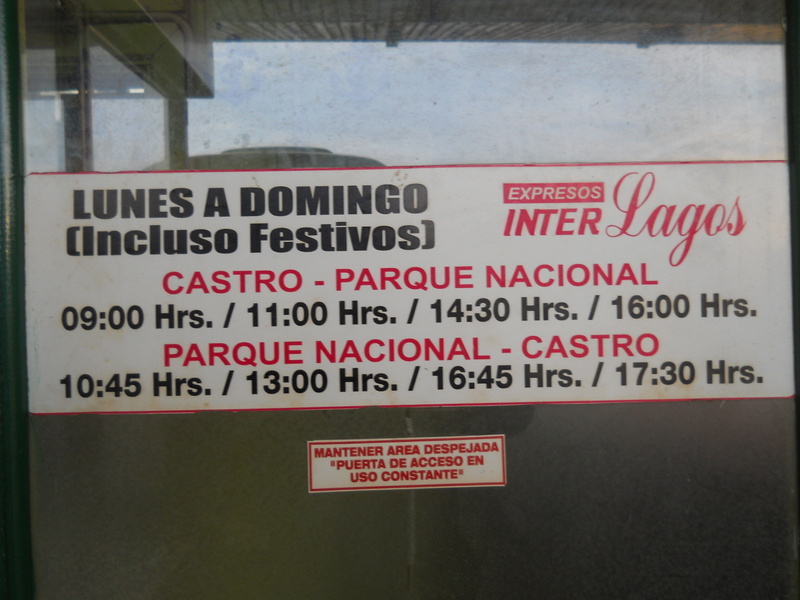 LUNES A DOMINGO
(Incluso Festivos)
EXPRESOS
INTER Lagos
CASTRO - PARQUE NACIONAL
09:00 Hrs. / 11:00 Hrs. / 14:30 Hrs. / 16:00 Hrs.
PARQUE NACIONAL - CASTRO
10:45 Hrs. / 13:00 Hrs. / 16:45 Hrs. / 17:30 Hrs.
MANTENER AREA DESPEJADA
"PUERTA DE ACCESO EN
USO CONSTANTE"